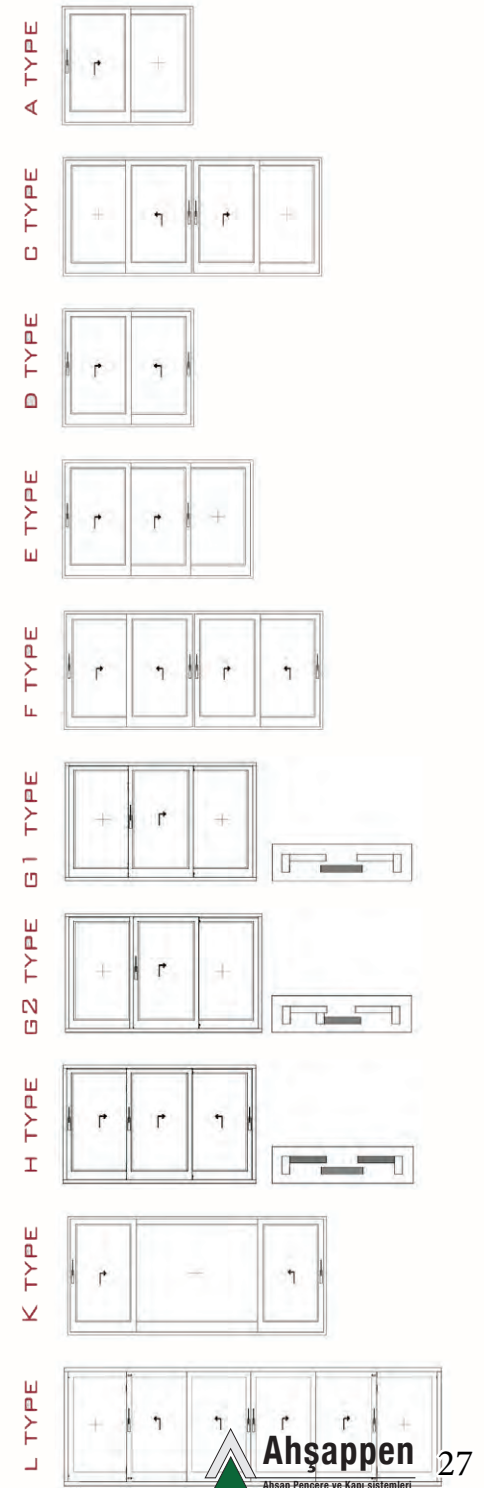 A TYPE
C TYPE
D TYPE
E TYPE
F TYPE
G1 TYPE
G2 TYPE
H TYPE
K TYPE
L TYPE
Ahşappen
Ahşap Pencere ve Kapı sistemleri
27